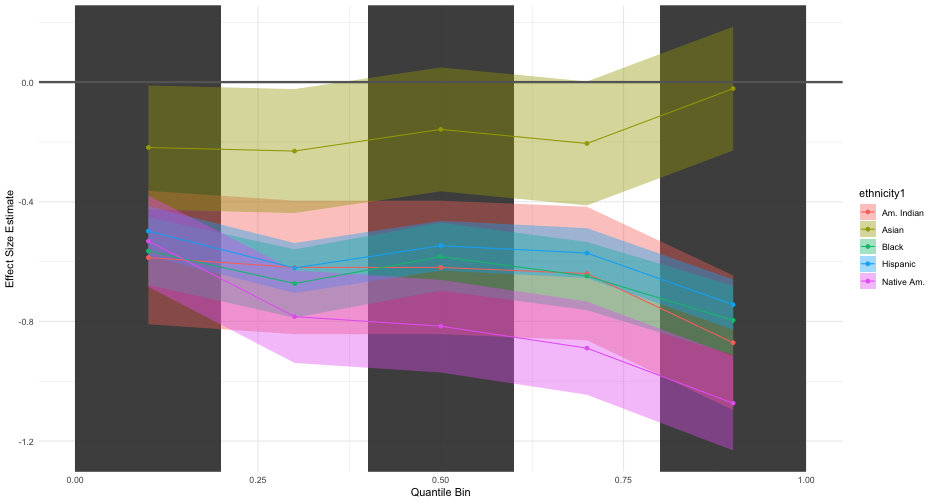 0.0
-0.4
-0.8
-1.2
Effect Size Estimate
0.00
0.25
0.50
0.75
1.00
Quantile Bin
ethnicity1
Am. Indian
Asian
Black
Hispanic
Native Am.